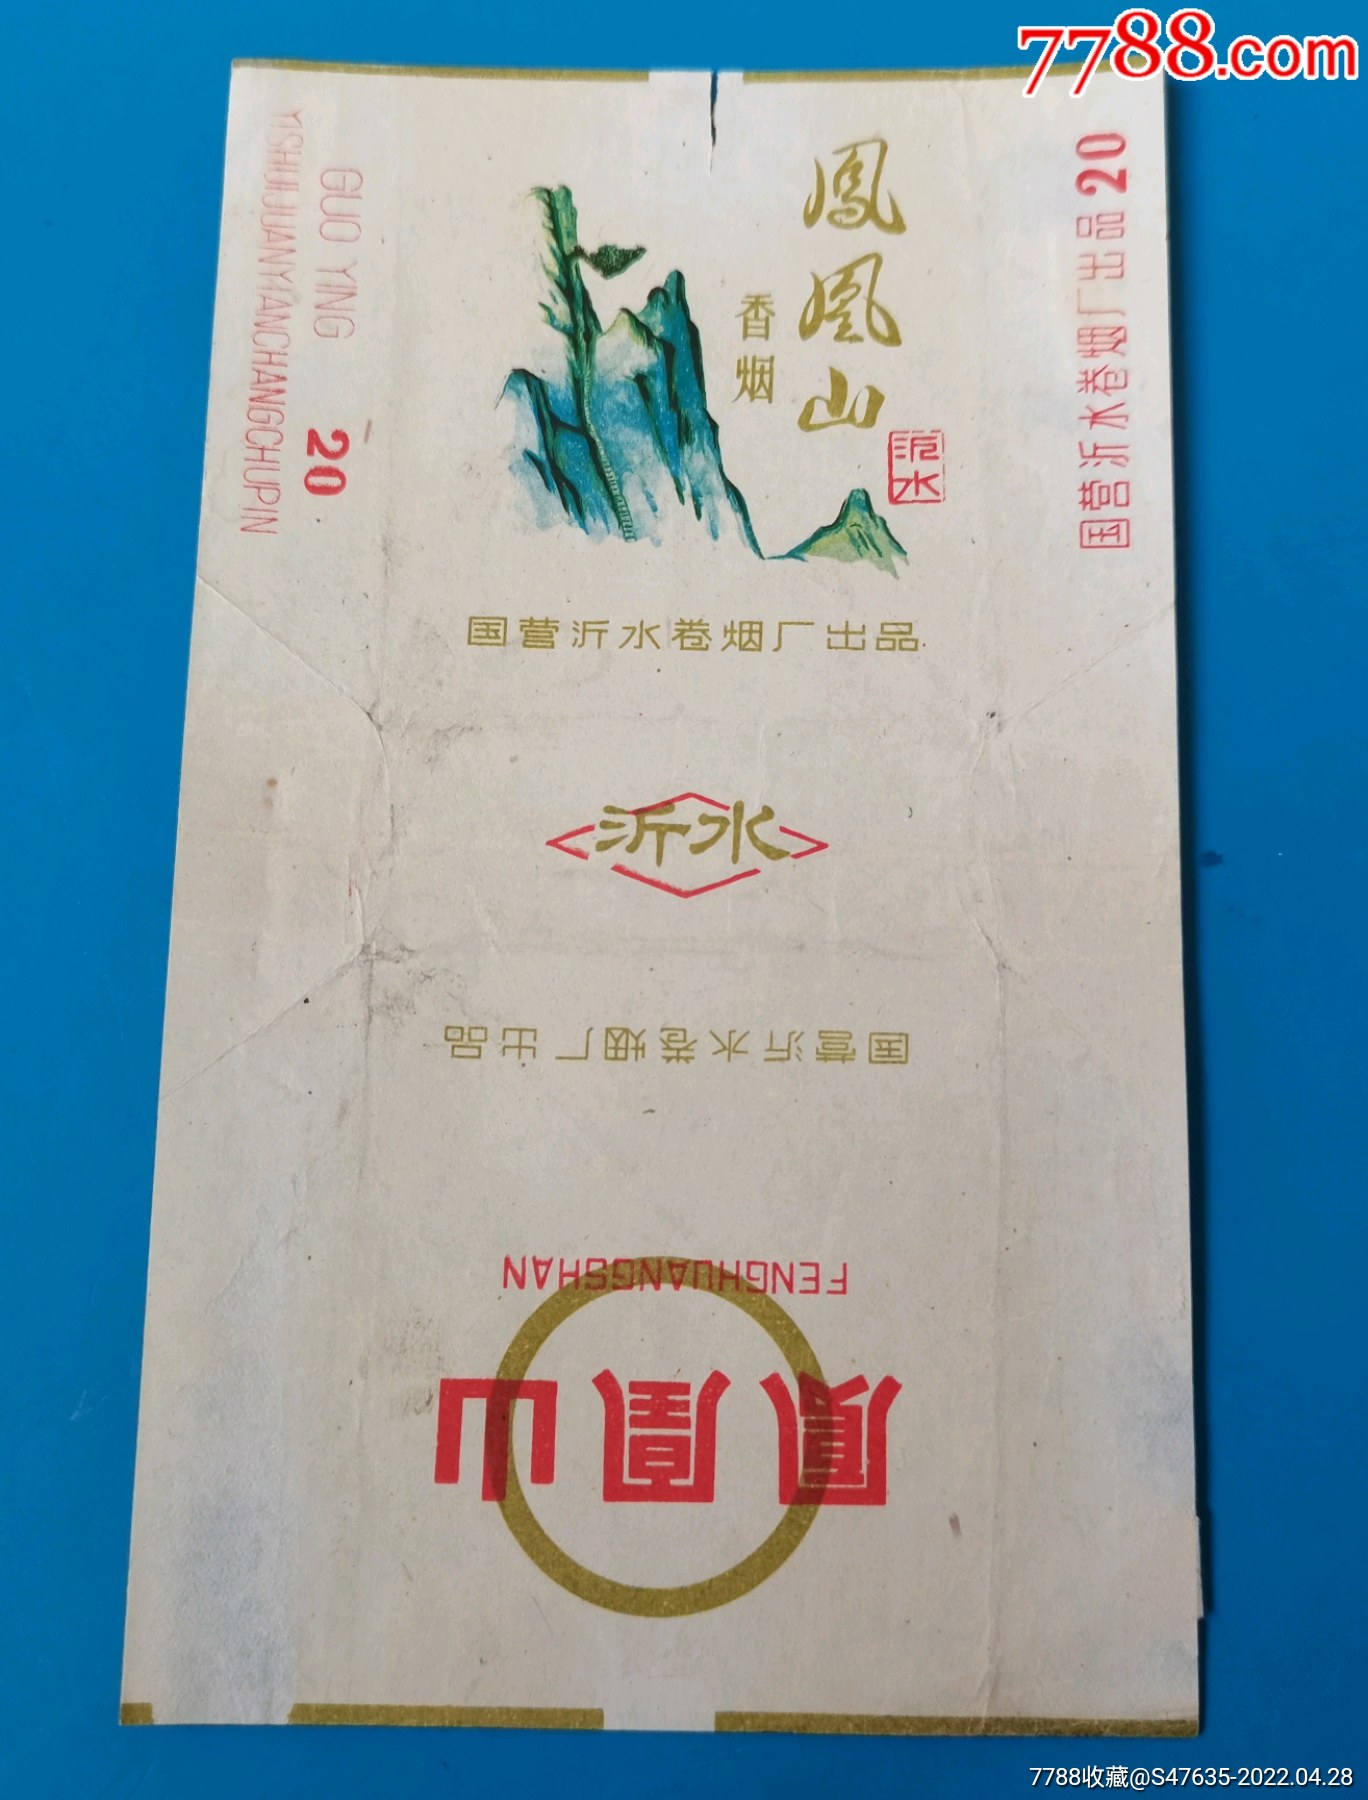 7788.com
鳳凰山
香烟
沂水
国营沂水卷烟厂出品
沂水
国营沂水卷烟厂出品
FENGHUANGSHAN
鳳凰山
GUO YING 20
YISHUIJUANYIANCHANGCHUPIN
国营沂水卷烟厂出品 20
7788收藏@S47635-2022.04.28